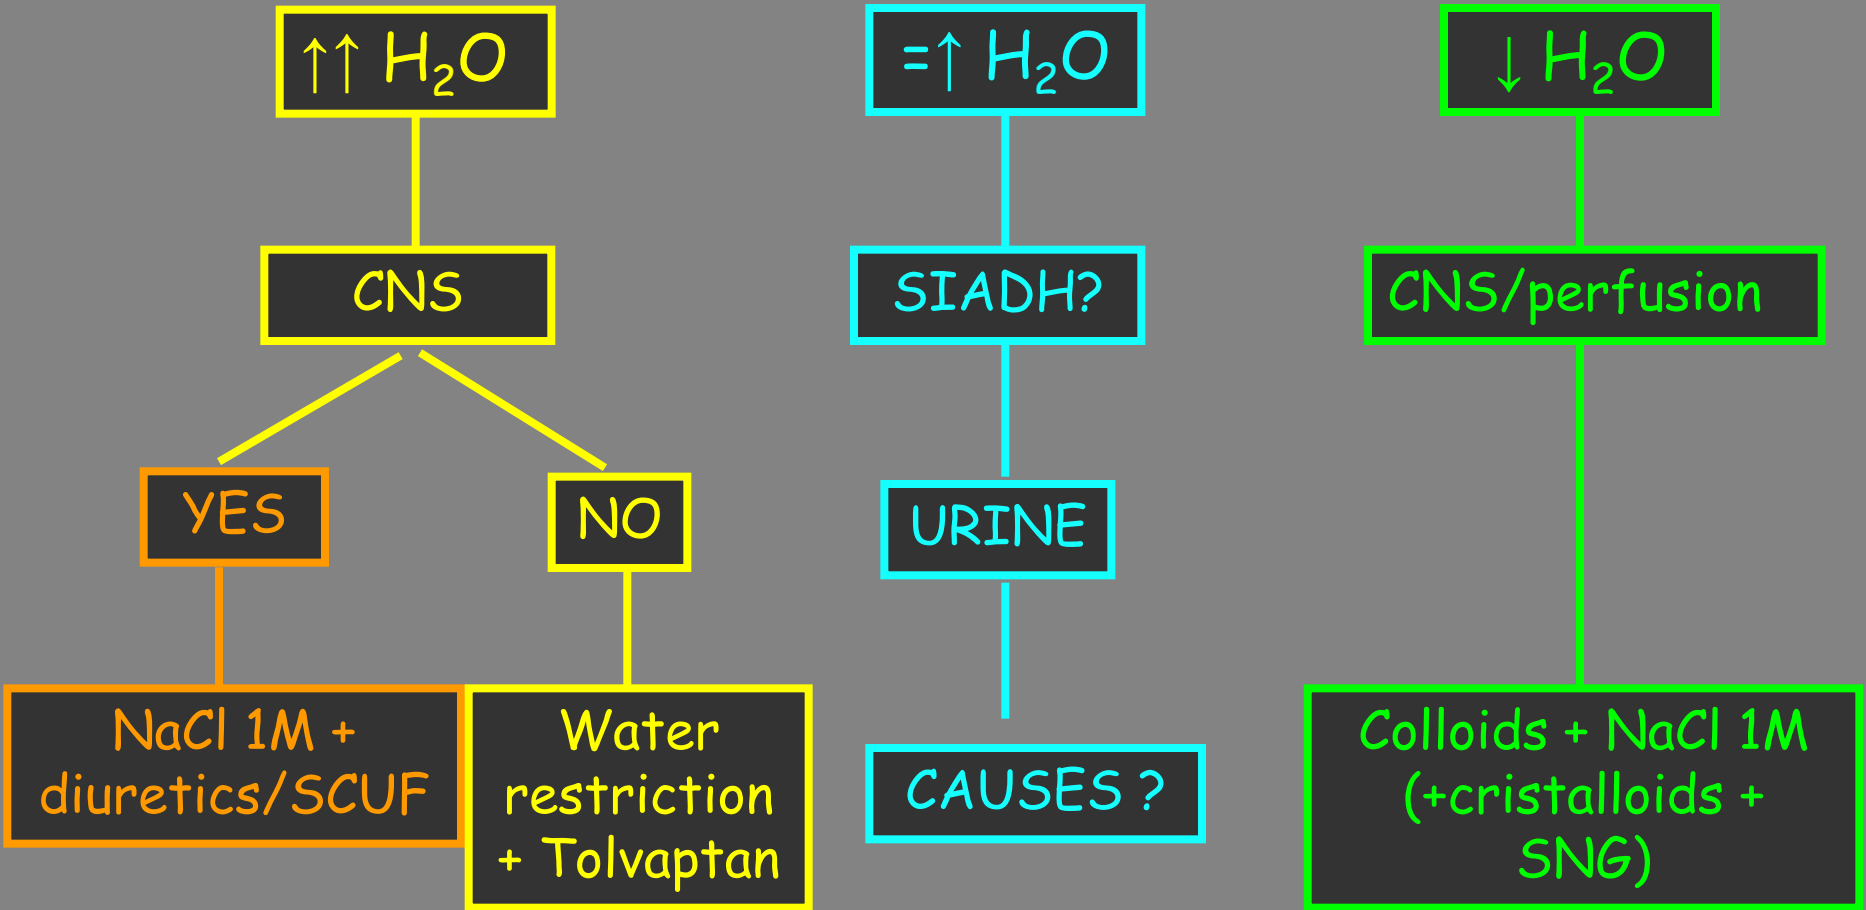 ↑↑ H₂O
=↑ H₂O
↓ H₂O
CNS
SIADH?
CNS/perfusion
YES
NO
URINE
NaCl 1M +
diuretics/SCUF
Water
restriction
+ Tolvaptan
CAUSES ?
Colloids + NaCl 1M
(+cristalloids +
SNG)